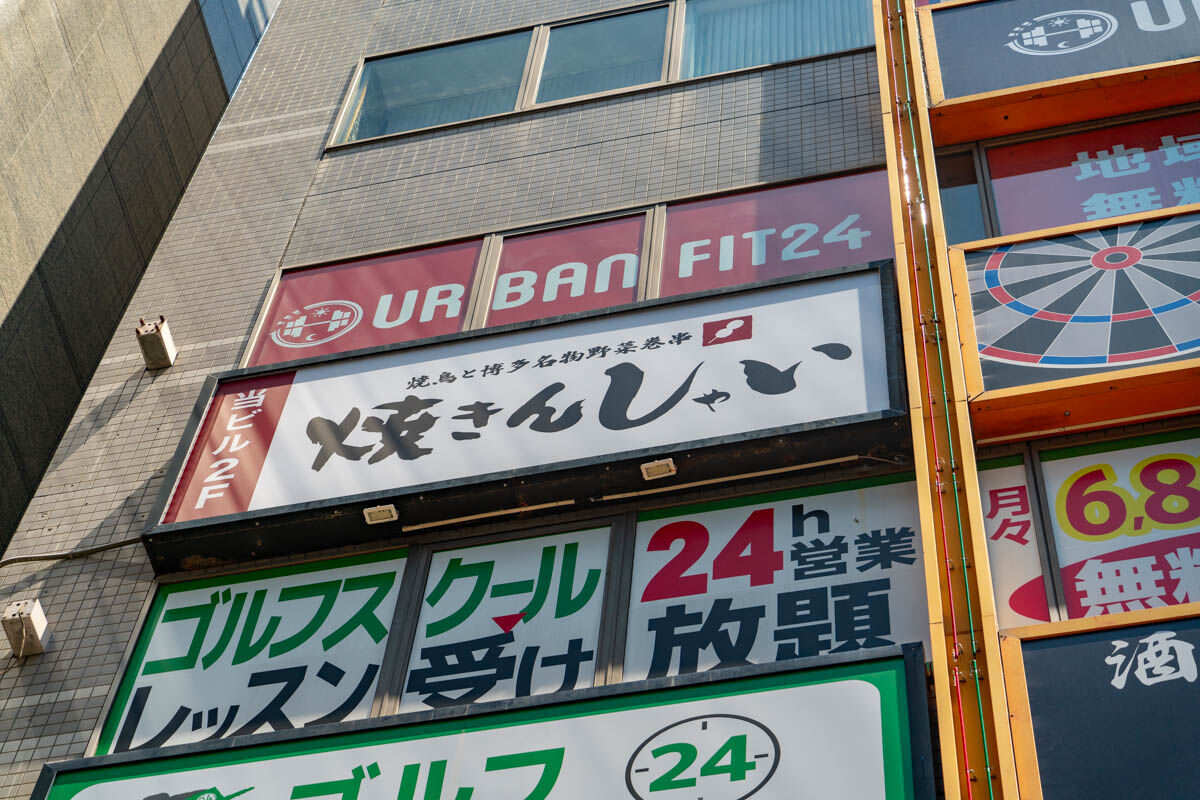 UR
地域
無料
URBAN FIT24
焼鳥と博多名物野菜巻串
焼きんしゃい
当ビル2F
月々
6,8
無料
ゴルフスクール
24h営業
レッスン受け放題
酒
ゴルフ
24